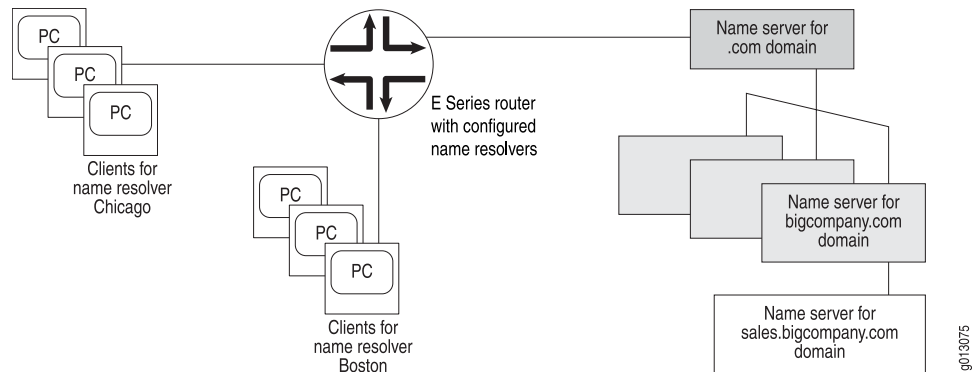 PC
PC
PC
Clients for
name resolver
Chicago
E Series router
with configured
name resolvers
PC
PC
PC
Clients for
name resolver
Boston
Name server for
.com domain
Name server for
bigcompany.com
domain
Name server for
sales.bigcompany.com
domain
g013075